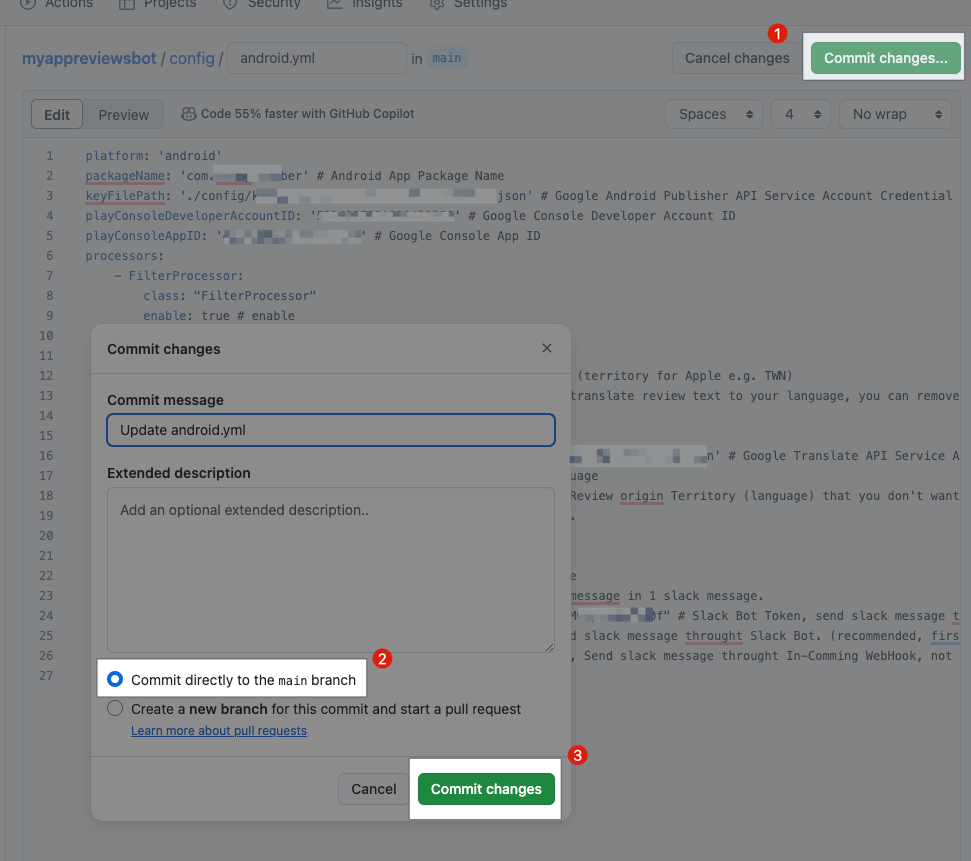 Actions Projects Security Insights Settings
1
myappreviewsbot / config / android.yml in main Cancel changes Commit changes...
Edit Preview Code 55% faster with GitHub Copilot Spaces 4 No wrap
1 platform: 'android'
2 packageName: 'com. ber' # Android App Package Name
3 keyFilePath: './config/ json' # Google Android Publisher API Service Account Credential
4 playConsoleDeveloperAccountID: ' ' # Google Console Developer Account ID
5 playConsoleAppID: ' ' # Google Console App ID
6 processors:
7 - FilterProcessor:
8 class: "FilterProcessor"
9 enable: true # enable
10
Commit changes
11
12 (territory for Apple e.g. TWN)
13 translate review text to your language, you can remove
Commit message
14
Update android.yml
15
16 n' # Google Translate API Service A
17 uage
Extended description
18 Review origin Territory (language) that you don't want
Add an optional extended description..
19 .
20
21
22 e
23 message in 1 slack message.
24 f" # Slack Bot Token, send slack message t
25 d slack message throught Slack Bot. (recommended, firs
26 , Send slack message throught In-Comming WebHook, not
2
27
Commit directly to the main branch
Create a new branch for this commit and start a pull request
Learn more about pull requests
3
Cancel Commit changes